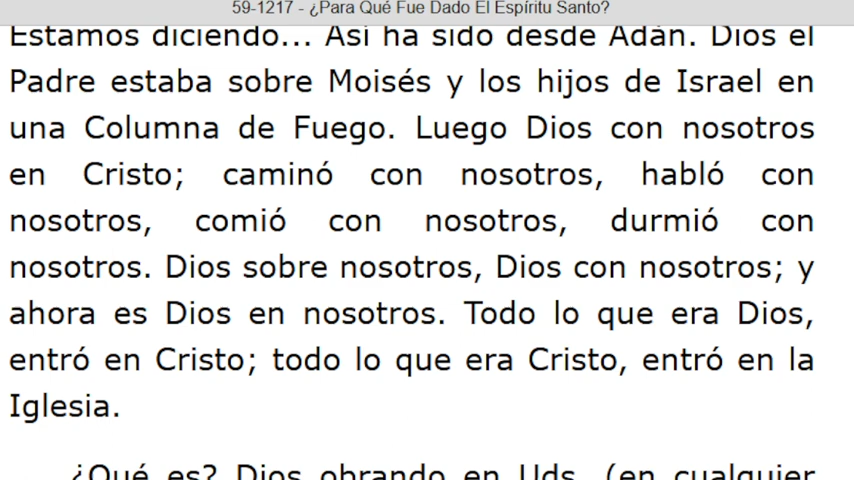 59-1217 - ¿Para Qué Fue Dado El Espíritu Santo?
Estamos diciendo... Así ha sido desde Adán. Dios el
Padre estaba sobre Moisés y los hijos de Israel en
una Columna de Fuego. Luego Dios con nosotros
en Cristo; caminó con nosotros, habló con
nosotros, comió con nosotros, durmió con
nosotros. Dios sobre nosotros, Dios con nosotros; y
ahora es Dios en nosotros. Todo lo que era Dios,
entró en Cristo; todo lo que era Cristo, entró en la
Iglesia.
¿Qué es? Dios obrando en Uds. (en cualquier